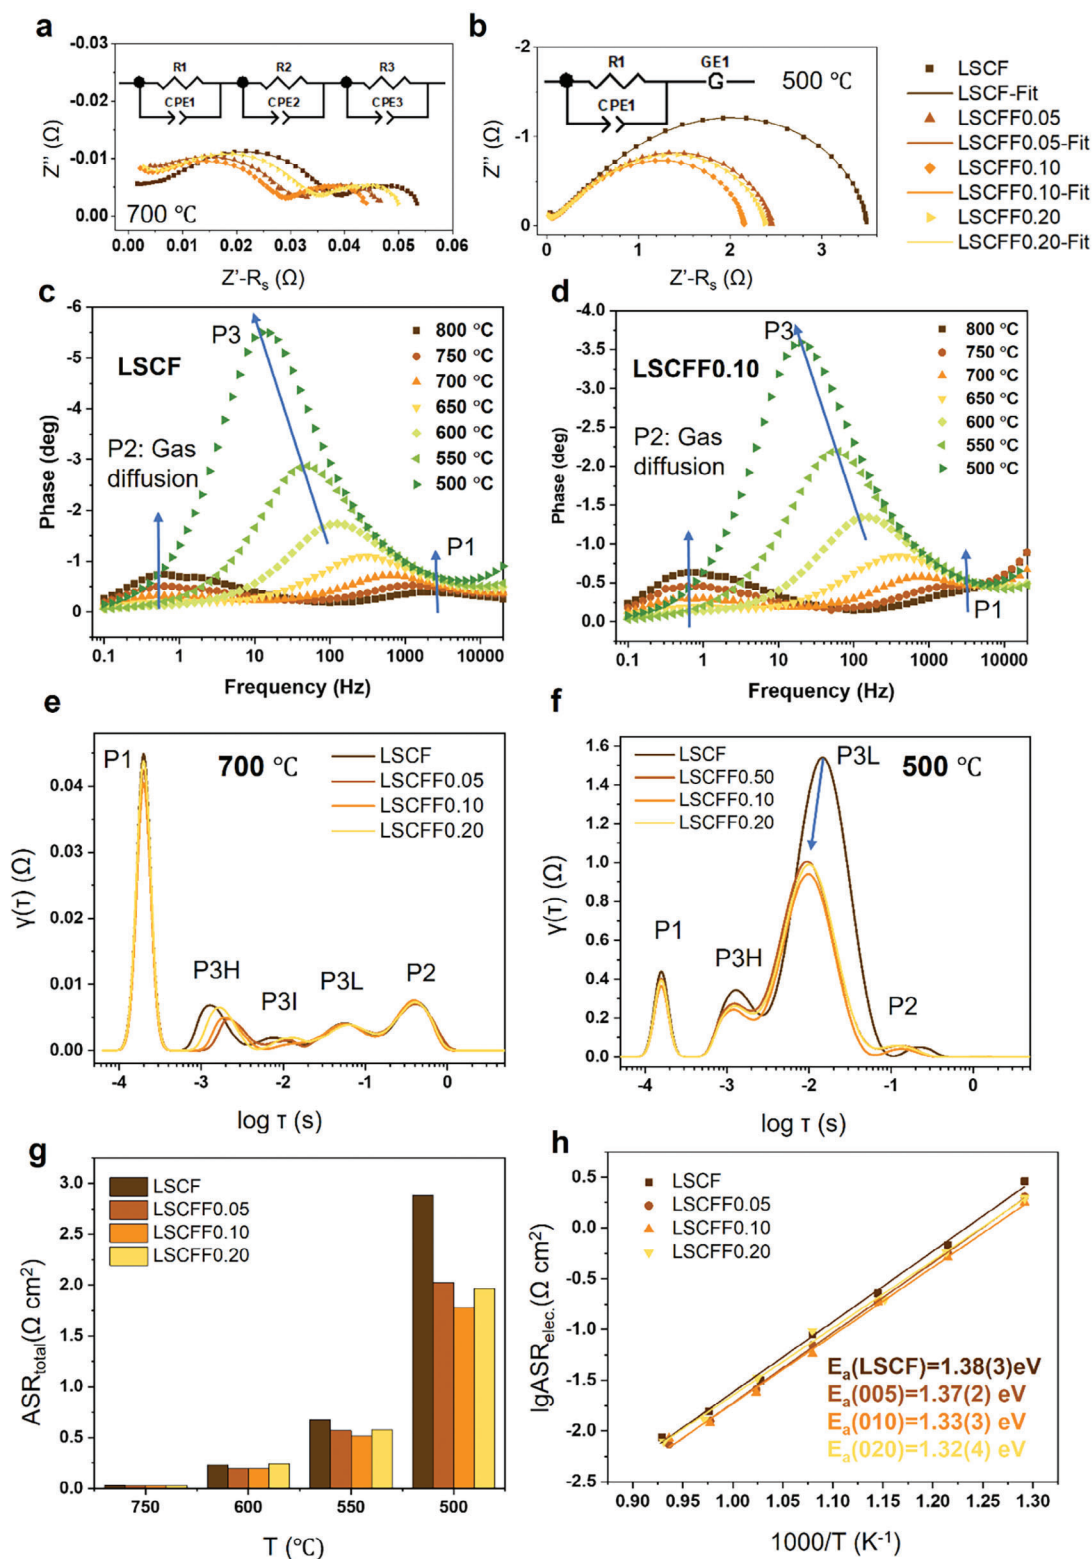 a
-0.03
-0.02
-0.01
0.00
Z'' (Ω)
R1
R2
R3
CPE1
CPE2
CPE3
700 ℃
0.00
0.01
0.02
0.03
0.04
0.05
0.06
Z'-Rs (Ω)
b
-2
-1
0
Z'' (Ω)
R1
GE1
G
CPE1
500 ℃
0
1
2
3
Z'-Rs (Ω)
LSCF
LSCF-Fit
LSCFF0.05
LSCFF0.05-Fit
LSCFF0.10
LSCFF0.10-Fit
LSCFF0.20
LSCFF0.20-Fit
c
-6
-5
-4
-3
-2
-1
0
Phase (deg)
P3
LSCF
P2: Gas
diffusion
P1
800 °C
750 °C
700 °C
650 °C
600 °C
550 °C
500 °C
0.1
1
10
100
1000
10000
Frequency (Hz)
d
-4.0
-3.5
-3.0
-2.5
-2.0
-1.5
-1.0
-0.5
0.0
Phase (deg)
P3
LSCFF0.10
P2: Gas
diffusion
P1
800 °C
750 °C
700 °C
650 °C
600 °C
550 °C
500 °C
0.1
1
10
100
1000
10000
Frequency (Hz)
e
0.04
0.03
0.02
0.01
0.00
γ(τ) (Ω)
P1
700 ℃
LSCF
LSCFF0.05
LSCFF0.10
LSCFF0.20
P3H
P3I
P3L
P2
-4
-3
-2
-1
0
log τ (s)
f
1.6
1.4
1.2
1.0
0.8
0.6
0.4
0.2
0.0
γ(τ) (Ω)
LSCF
LSCFF0.50
LSCFF0.10
LSCFF0.20
P3L
500 ℃
P1
P3H
P2
-4
-3
-2
-1
0
log τ (s)
g
3.0
2.5
2.0
1.5
1.0
0.5
0.0
ASRtotal(Ω cm2)
LSCF
LSCFF0.05
LSCFF0.10
LSCFF0.20
750
600
550
500
T (℃)
h
0.5
0.0
-0.5
-1.0
-1.5
-2.0
-2.5
lgASRelec.(Ω cm2)
LSCF
LSCFF0.05
LSCFF0.10
LSCFF0.20
Ea(LSCF)=1.38(3)eV
Ea(005)=1.37(2) eV
Ea(010)=1.33(3) eV
Ea(020)=1.32(4) eV
0.90
0.95
1.00
1.05
1.10
1.15
1.20
1.25
1.30
1000/T (K-1)